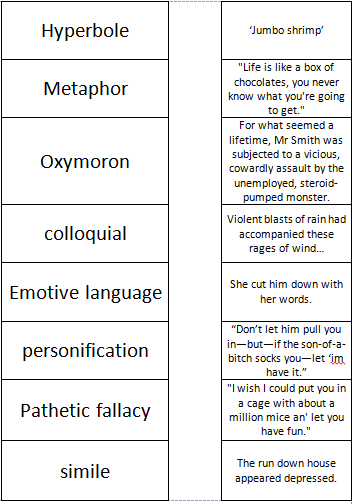 Hyperbole
‘Jumbo shrimp’
Metaphor
"Life is like a box of
chocolates, you never
know what you're going
to get."
Oxymoron
For what seemed a
lifetime, Mr Smith was
subjected to a vicious,
cowardly assault by the
unemployed, steroid-
pumped monster.
colloquial
Violent blasts of rain had
accompanied these
rages of wind…
Emotive language
She cut him down with
her words.
personification
“Don’t let him pull you
in—but—if the son-of-a-
bitch socks you—let ‘im
have it.”
Pathetic fallacy
"I wish I could put you in
a cage with about a
million mice an' let you
have fun."
simile
The run down house
appeared depressed.